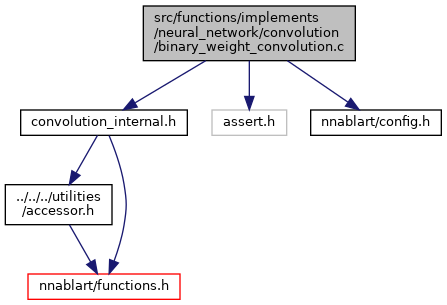 src/functions/implements
/neural_network/convolution
/binary_weight_convolution.c
convolution_internal.h
assert.h
nnablart/config.h
../../../utilities
/accessor.h
nnablart/functions.h